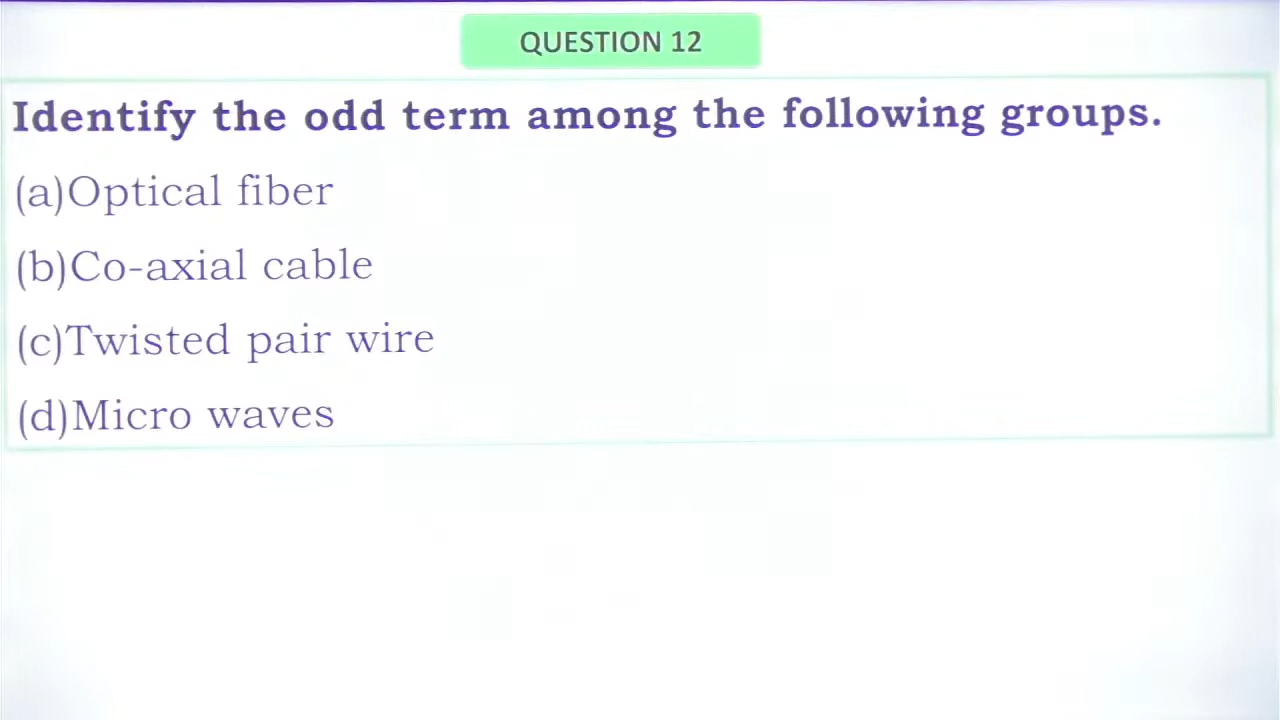 QUESTION 12
Identify the odd term among the following groups.
(a)Optical fiber
(b)Co-axial cable
(c)Twisted pair wire
(d)Micro waves